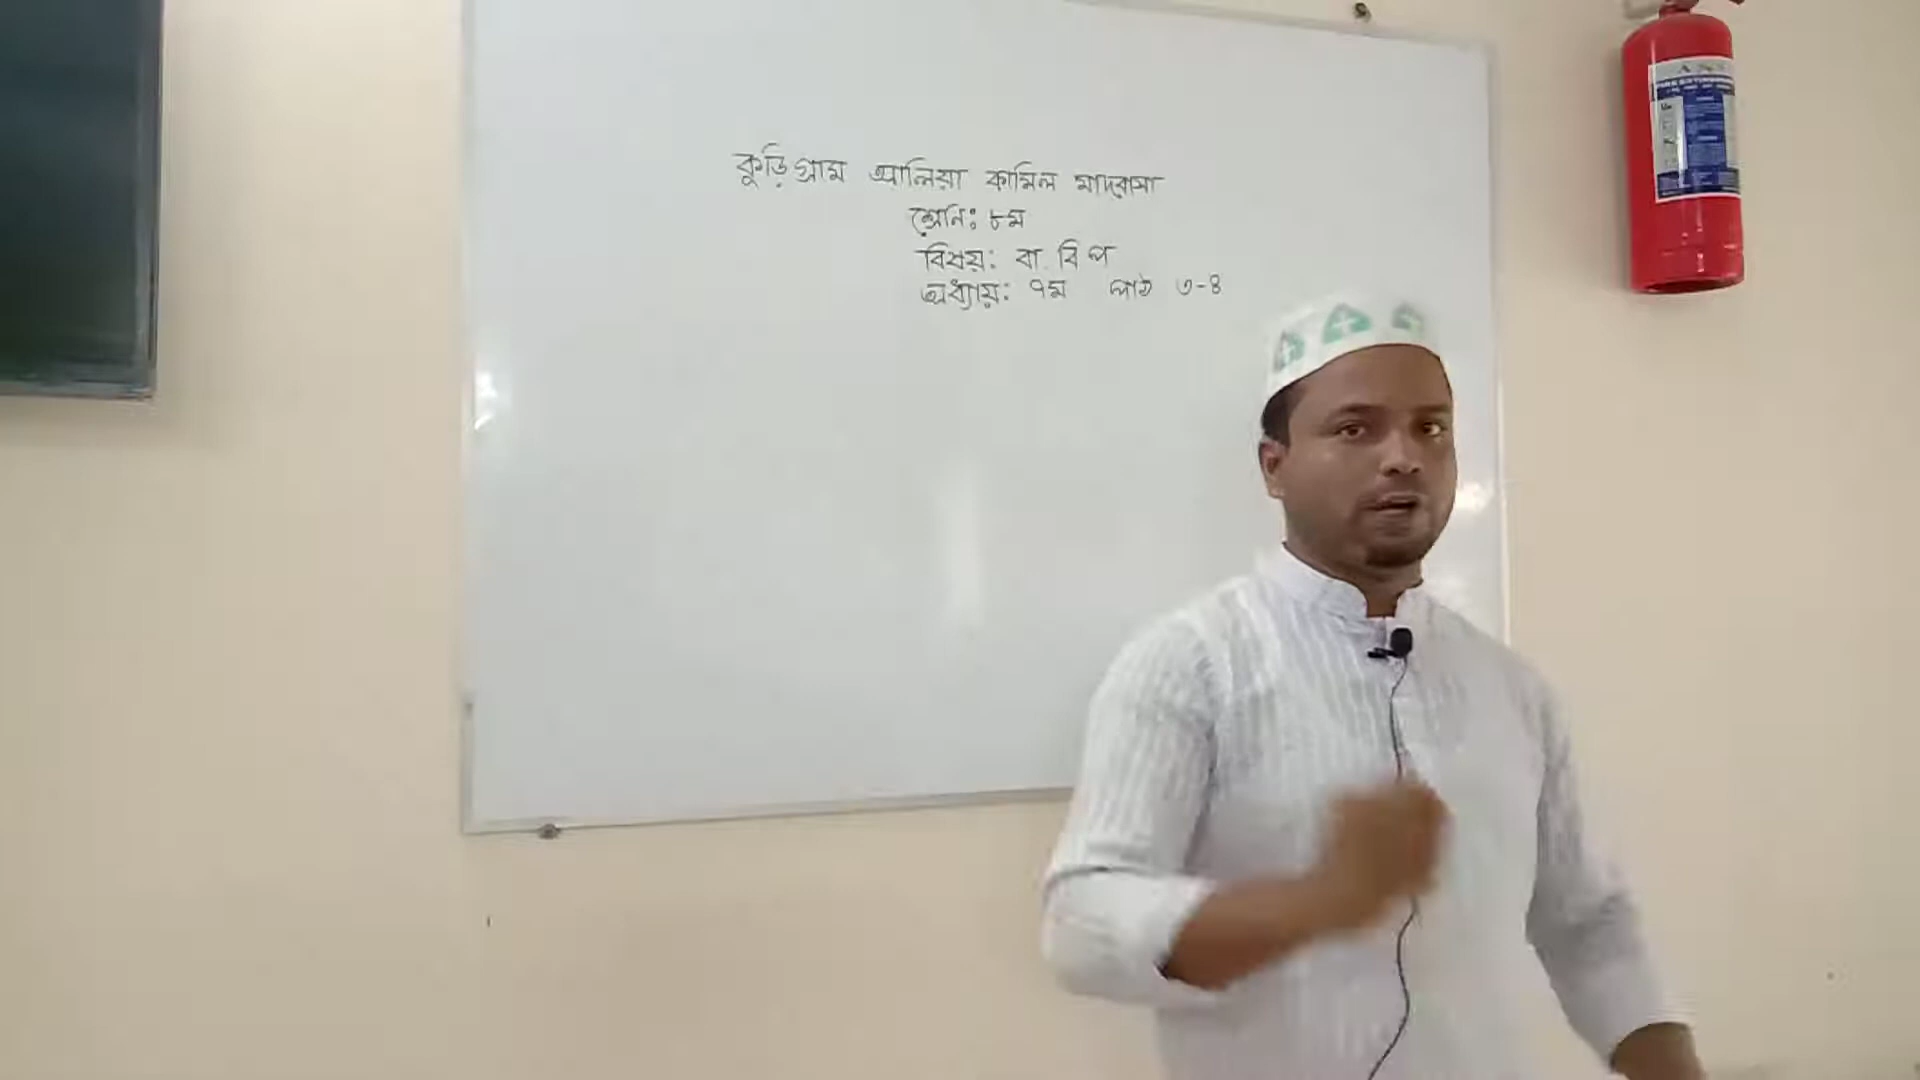 কুড়িগ্রাম আলিয়া কামিল মাদরাসা
শ্রেনিঃ ৮ম
বিষয়: বা. বি প
অধ্যায়: ৭ম পাঠ ৩-৪